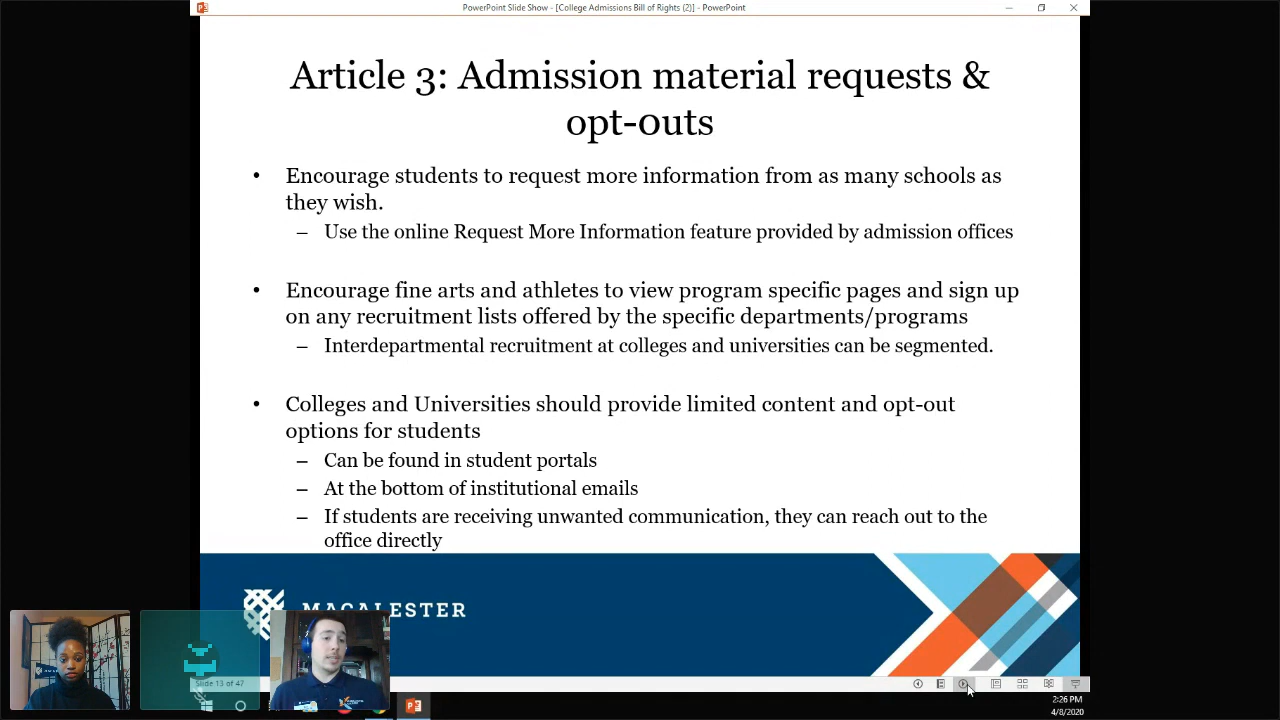 PowerPoint Slide Show - [College Admissions Bill of Rights (2)] - PowerPoint
Article 3: Admission material requests &
opt-outs
• Encourage students to request more information from as many schools as
they wish.
– Use the online Request More Information feature provided by admission offices
• Encourage fine arts and athletes to view program specific pages and sign up
on any recruitment lists offered by the specific departments/programs
– Interdepartmental recruitment at colleges and universities can be segmented.
• Colleges and Universities should provide limited content and opt-out
options for students
– Can be found in student portals
– At the bottom of institutional emails
– If students are receiving unwanted communication, they can reach out to the
office directly
MACALESTER
Slide 13 of 47
2:26 PM
4/8/2020